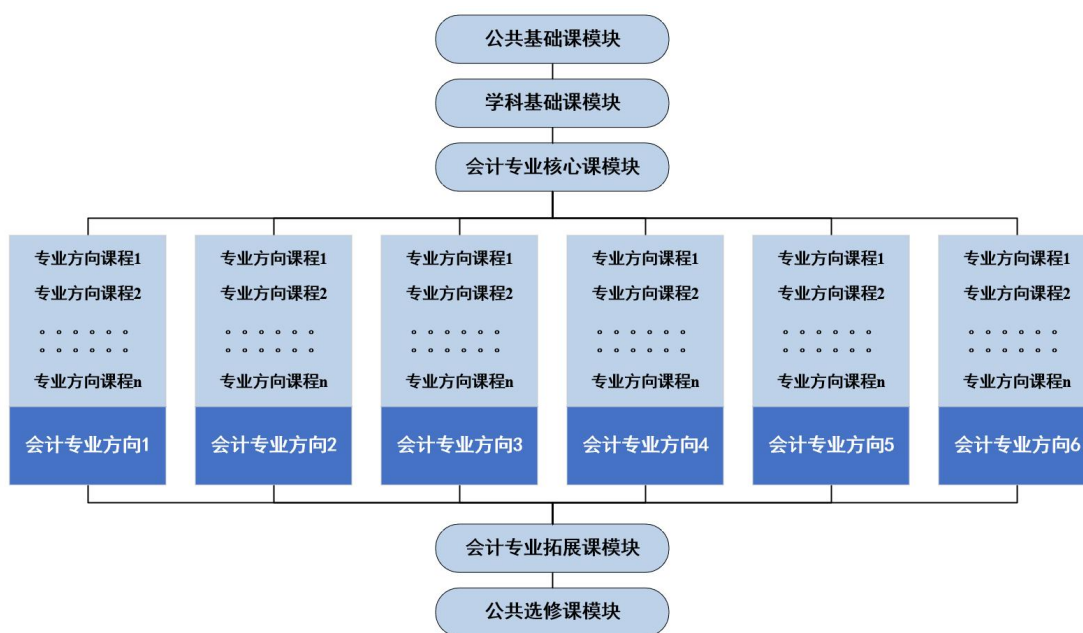 公共基础课模块
学科基础课模块
会计专业核心课模块
专业方向课程1 专业方向课程1 专业方向课程1 专业方向课程1 专业方向课程1 专业方向课程1
专业方向课程2 专业方向课程2 专业方向课程2 专业方向课程2 专业方向课程2 专业方向课程2
。。。。。。 。。。。。。 。。。。。。 。。。。。。 。。。。。。 。。。。。。
。。。。。。 。。。。。。 。。。。。。 。。。。。。 。。。。。。 。。。。。。
专业方向课程n 专业方向课程n 专业方向课程n 专业方向课程n 专业方向课程n 专业方向课程n
会计专业方向1 会计专业方向2 会计专业方向3 会计专业方向4 会计专业方向5 会计专业方向6
会计专业拓展课模块
公共选修课模块